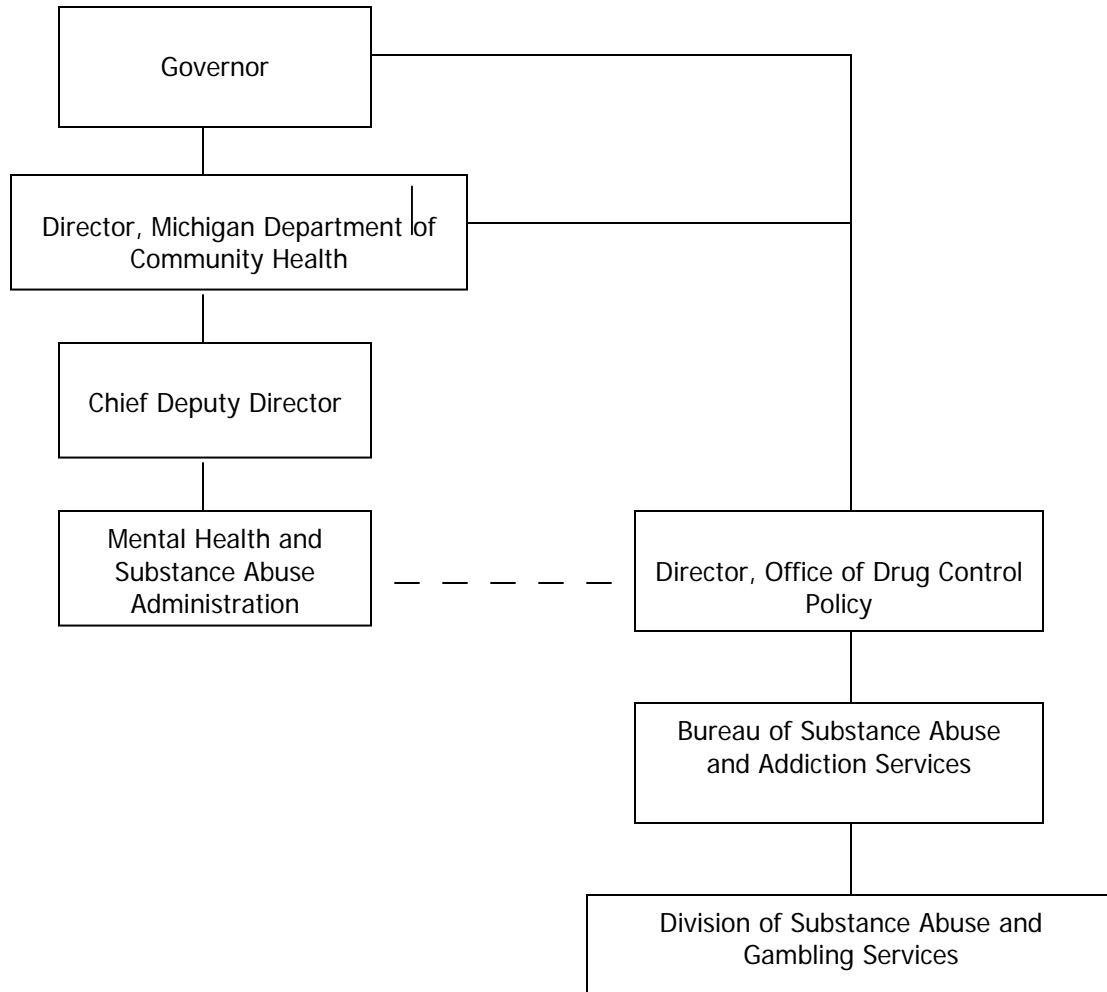 Governor
Director, Michigan Department of
Community Health
Chief Deputy Director
Mental Health and
Substance Abuse
Administration
Director, Office of Drug Control
Policy
Bureau of Substance Abuse
and Addiction Services
Division of Substance Abuse and
Gambling Services